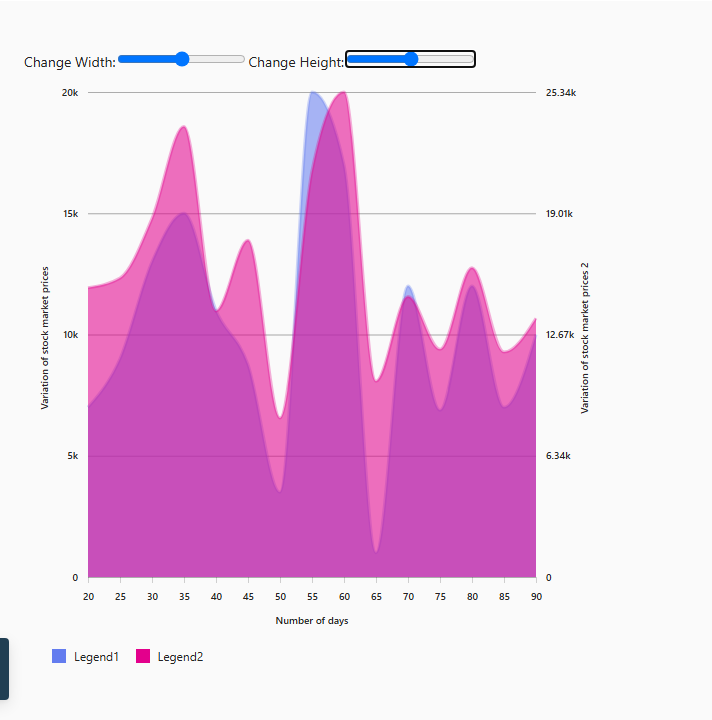 Change Width: Change Height:
20k 25.34k
15k 19.01k
Variation of stock market prices Variation of stock market prices 2
10k 12.67k
5k 6.34k
0 0
20 25 30 35 40 45 50 55 60 65 70 75 80 85 90
Number of days
Legend1 Legend2